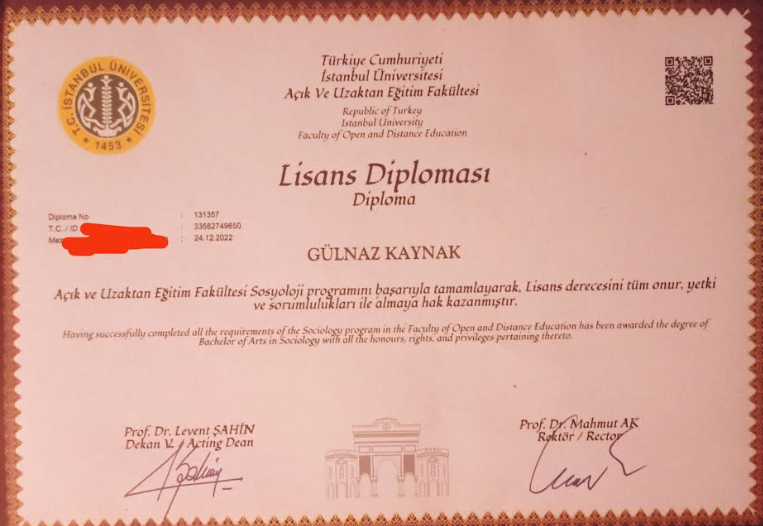 T.C. İSTANBUL ÜNİVERSİTESİ
1453
Türkiye Cumhuriyeti
İstanbul Üniversitesi
Açık Ve Uzaktan Eğitim Fakültesi
Republic of Turkey
Istanbul University
Faculty of Open and Distance Education
Lisans Diploması
Diploma
Diploma No : 131357
T.C. / ID : 33562749650
: 24.12.2022
GÜLNAZ KAYNAK
Açık ve Uzaktan Eğitim Fakültesi Sosyoloji programını başarıyla tamamlayarak, Lisans derecesini tüm onur, yetki
ve sorumlulukları ile almaya hak kazanmıştır.
Having successfully completed all the requirements of the Sociology program in the Faculty of Open and Distance Education has been awarded the degree of
Bachelor of Arts in Sociology with all the honours, rights, and privileges pertaining thereto.
Prof. Dr. Levent ŞAHİN
Dekan V. / Acting Dean
Prof. Dr. Mahmut AK
Rektör / Rector